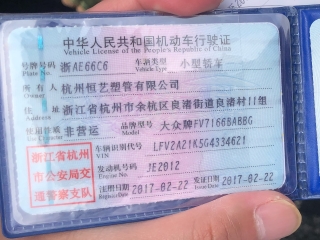 中华人民共和国机动车行驶证
Vehicle License of the People's Republic of China
号牌号码 浙AE66C6 车辆类型 小型轿车
Plate No. Vehicle Type
所有人 杭州恒艺塑管有限公司
Owner
住址 浙江省杭州市余杭区良渚街道良渚村11组
Address
使用性质 非营运 品牌型号 大众牌FV7166BABBG
浙江省杭州
市公安局交
通警察支队
车辆识别代号 LFV2A21K5G4334621
VIN
发动机号码 JE2012
Engine No.
注册日期 2017-02-22 发证日期 2017-02-22